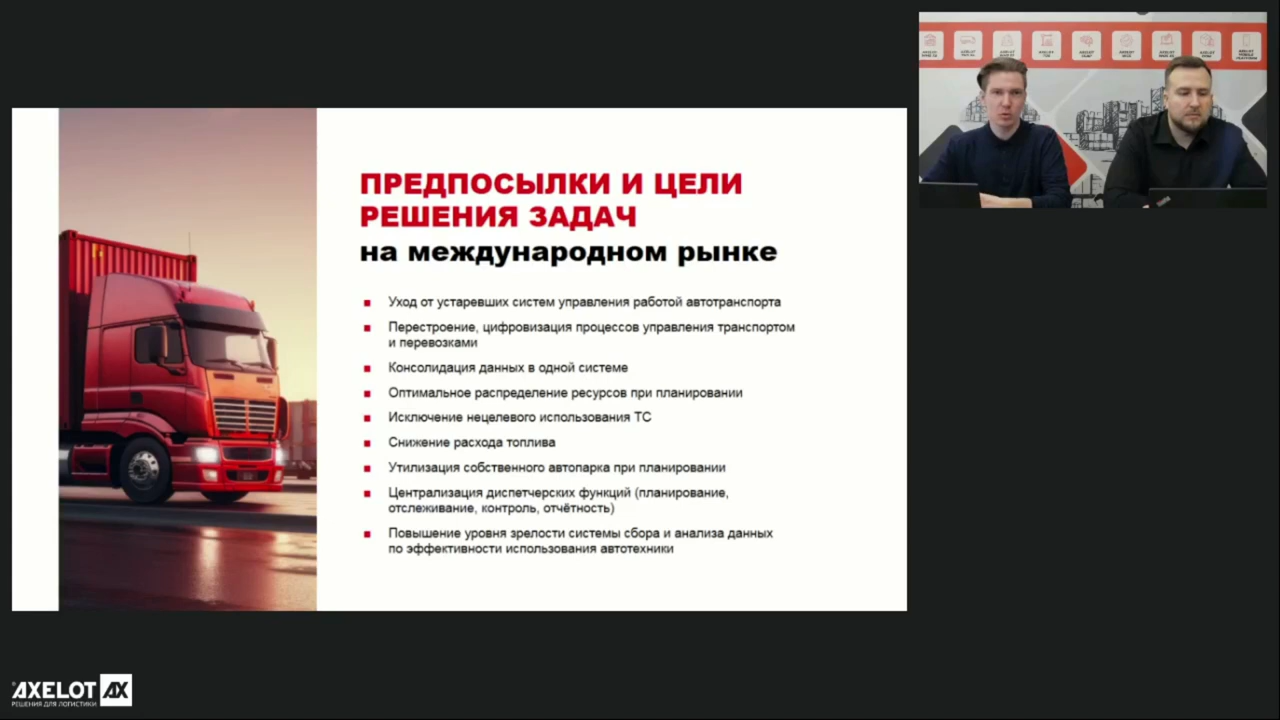 ПРЕДПОСЫЛКИ И ЦЕЛИ
РЕШЕНИЯ ЗАДАЧ
на международном рынке
Уход от устаревших систем управления работой автотранспорта
Перестроение, цифровизация процессов управления транспортом
и перевозками
Консолидация данных в одной системе
Оптимальное распределение ресурсов при планировании
Исключение нецелевого использования ТС
Снижение расхода топлива
Утилизация собственного автопарка при планировании
Централизация диспетчерских функций (планирование,
отслеживание, контроль, отчётность)
Повышение уровня зрелости системы сбора и анализа данных
по эффективности использования автотехники
AXELOT AX
РЕШЕНИЯ ДЛЯ ЛОГИСТИКИ